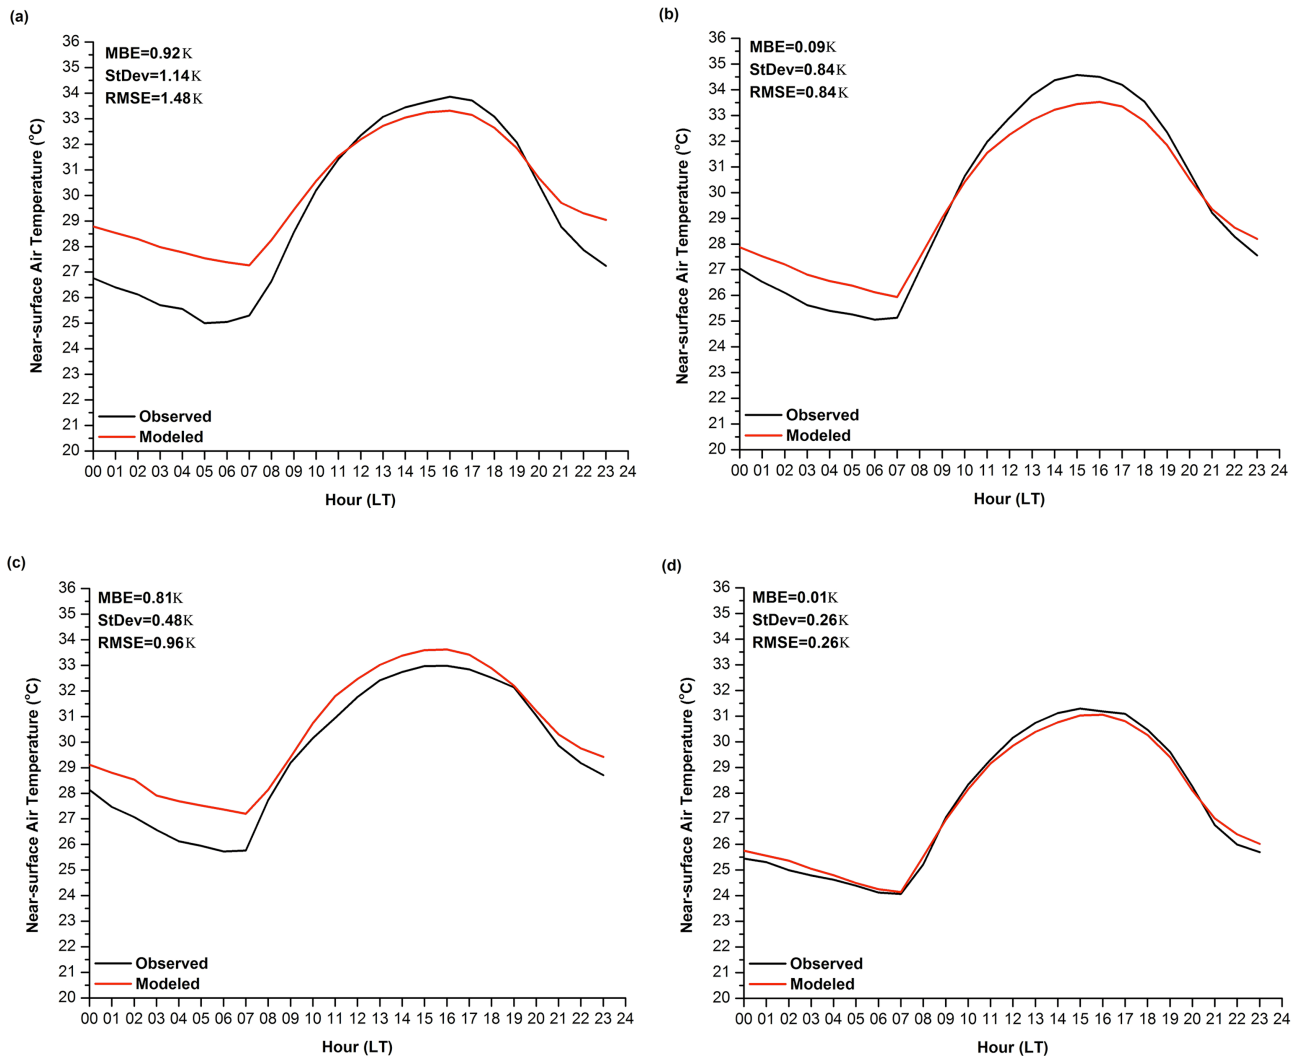 (a)
MBE=0.92K
StDev=1.14K
RMSE=1.48K
Near-surface Air Temperature (°C)
36
35
34
33
32
31
30
29
28
27
26
25
24
23
22
21
20
Observed
Modeled
00 01 02 03 04 05 06 07 08 09 10 11 12 13 14 15 16 17 18 19 20 21 22 23 24
Hour (LT)
(b)
MBE=0.09K
StDev=0.84K
RMSE=0.84K
Near-surface Air Temperature (°C)
36
35
34
33
32
31
30
29
28
27
26
25
24
23
22
21
20
Observed
Modeled
00 01 02 03 04 05 06 07 08 09 10 11 12 13 14 15 16 17 18 19 20 21 22 23 24
Hour (LT)
(c)
MBE=0.81K
StDev=0.48K
RMSE=0.96K
Near-surface Air Temperature (°C)
36
35
34
33
32
31
30
29
28
27
26
25
24
23
22
21
20
Observed
Modeled
00 01 02 03 04 05 06 07 08 09 10 11 12 13 14 15 16 17 18 19 20 21 22 23 24
Hour (LT)
(d)
MBE=0.01K
StDev=0.26K
RMSE=0.26K
Near-surface Air Temperature (°C)
36
35
34
33
32
31
30
29
28
27
26
25
24
23
22
21
20
Observed
Modeled
00 01 02 03 04 05 06 07 08 09 10 11 12 13 14 15 16 17 18 19 20 21 22 23 24
Hour (LT)